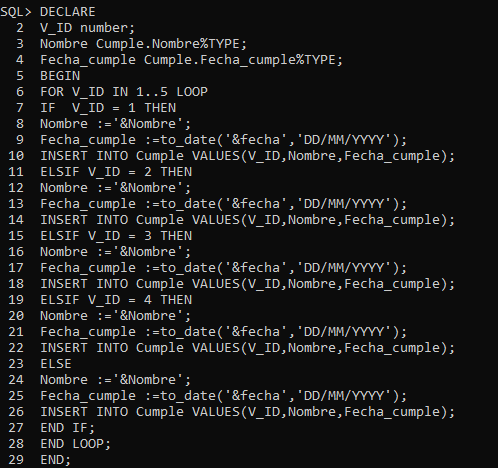 SQL> DECLARE
2 V_ID number;
3 Nombre Cumple.Nombre%TYPE;
4 Fecha_cumple Cumple.Fecha_cumple%TYPE;
5 BEGIN
6 FOR V_ID IN 1..5 LOOP
7 IF  V_ID = 1 THEN
8 Nombre :='&Nombre';
9 Fecha_cumple :=to_date('&fecha','DD/MM/YYYY');
10 INSERT INTO Cumple VALUES(V_ID,Nombre,Fecha_cumple);
11 ELSIF V_ID = 2 THEN
12 Nombre :='&Nombre';
13 Fecha_cumple :=to_date('&fecha','DD/MM/YYYY');
14 INSERT INTO Cumple VALUES(V_ID,Nombre,Fecha_cumple);
15 ELSIF V_ID = 3 THEN
16 Nombre :='&Nombre';
17 Fecha_cumple :=to_date('&fecha','DD/MM/YYYY');
18 INSERT INTO Cumple VALUES(V_ID,Nombre,Fecha_cumple);
19 ELSIF V_ID = 4 THEN
20 Nombre :='&Nombre';
21 Fecha_cumple :=to_date('&fecha','DD/MM/YYYY');
22 INSERT INTO Cumple VALUES(V_ID,Nombre,Fecha_cumple);
23 ELSE
24 Nombre :='&Nombre';
25 Fecha_cumple :=to_date('&fecha','DD/MM/YYYY');
26 INSERT INTO Cumple VALUES(V_ID,Nombre,Fecha_cumple);
27 END IF;
28 END LOOP;
29 END;